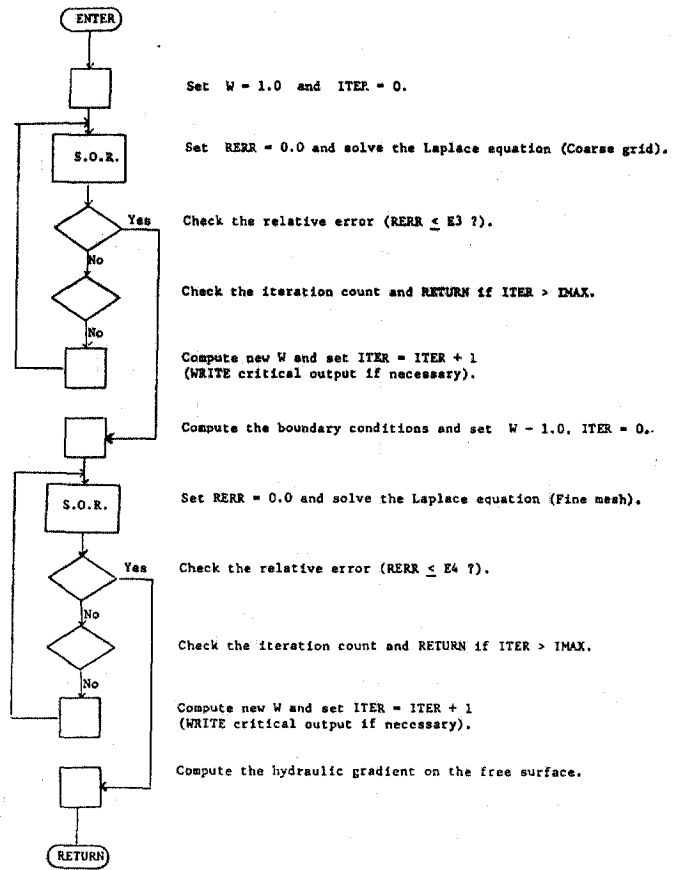 ENTER
Set W = 1.0 and ITER = 0.
S.O.R.
Set RERR = 0.0 and solve the Laplace equation (Coarse grid).
Yes
Check the relative error (RERR ≤ E3 ?).
No
Check the iteration count and RETURN if ITER > IMAX.
No
Compute new W and set ITER = ITER + 1
(WRITE critical output if necessary).
Compute the boundary conditions and set W - 1.0, ITER = 0.
S.O.R.
Set RERR = 0.0 and solve the Laplace equation (Fine mesh).
Yes
Check the relative error (RERR ≤ E4 ?).
No
Check the iteration count and RETURN if ITER > IMAX.
No
Compute new W and set ITER = ITER + 1
(WRITE critical output if necessary).
Compute the hydraulic gradient on the free surface.
RETURN